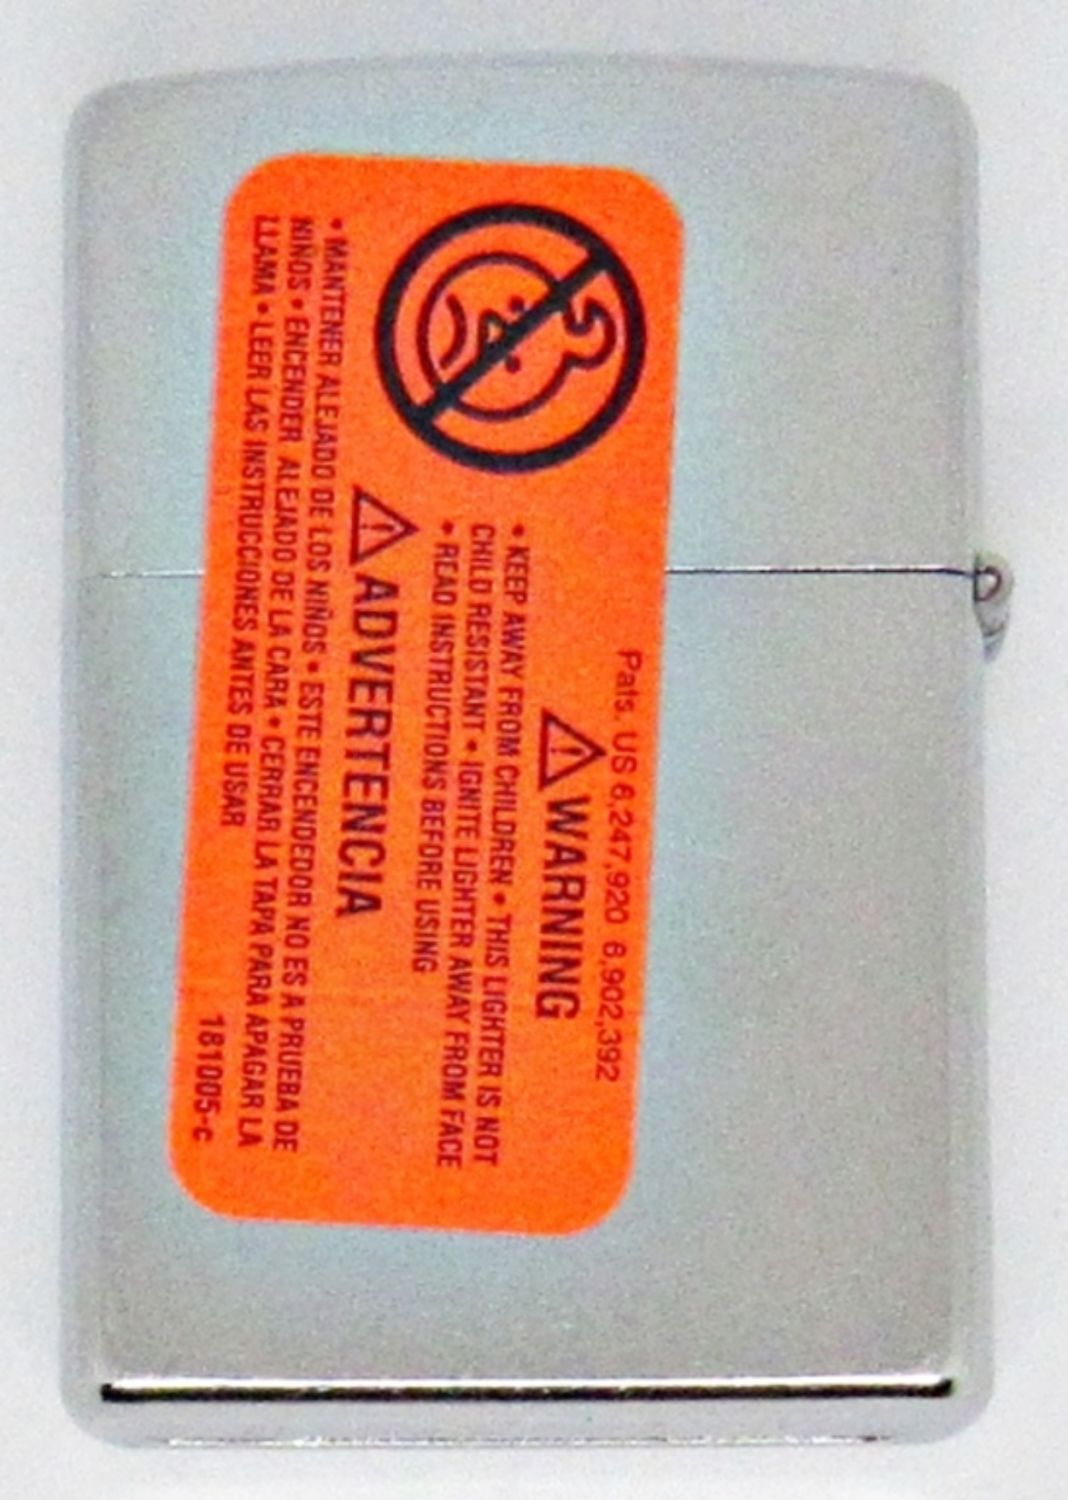 Pats. US 6,247,920 6,902,392
WARNING
• KEEP AWAY FROM CHILDREN • THIS LIGHTER IS NOT
CHILD RESISTANT • IGNITE LIGHTER AWAY FROM FACE
• READ INSTRUCTIONS BEFORE USING
ADVERTENCIA
• MANTENER ALEJADO DE LOS NIÑOS • ESTE ENCENDEDOR NO ES A PRUEBA DE
NIÑOS • ENCENDER ALEJADO DE LA CARA • CERRAR LA TAPA PARA APAGAR LA
LLAMA • LEER LAS INSTRUCCIONES ANTES DE USAR
181005-c